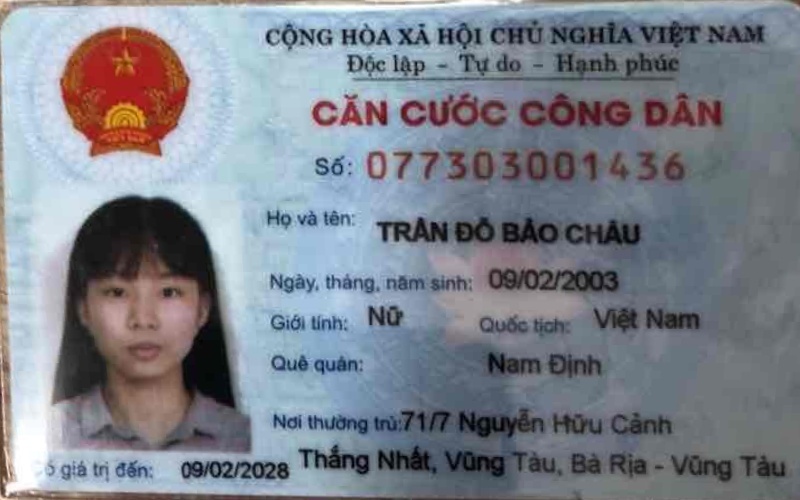 CỘNG HÒA XÃ HỘI CHỦ NGHĨA VIỆT NAM
Độc lập - Tự do - Hạnh phúc
CĂN CƯỚC CÔNG DÂN
Số: 077303001436
Họ và tên: TRẦN ĐỖ BẢO CHÂU
Ngày, tháng, năm sinh: 09/02/2003
Giới tính: Nữ Quốc tịch: Việt Nam
Quê quán: Nam Định
Nơi thường trú: 71/7 Nguyễn Hữu Cảnh
Thắng Nhất, Vũng Tàu, Bà Rịa - Vũng Tàu
Có giá trị đến: 09/02/2028